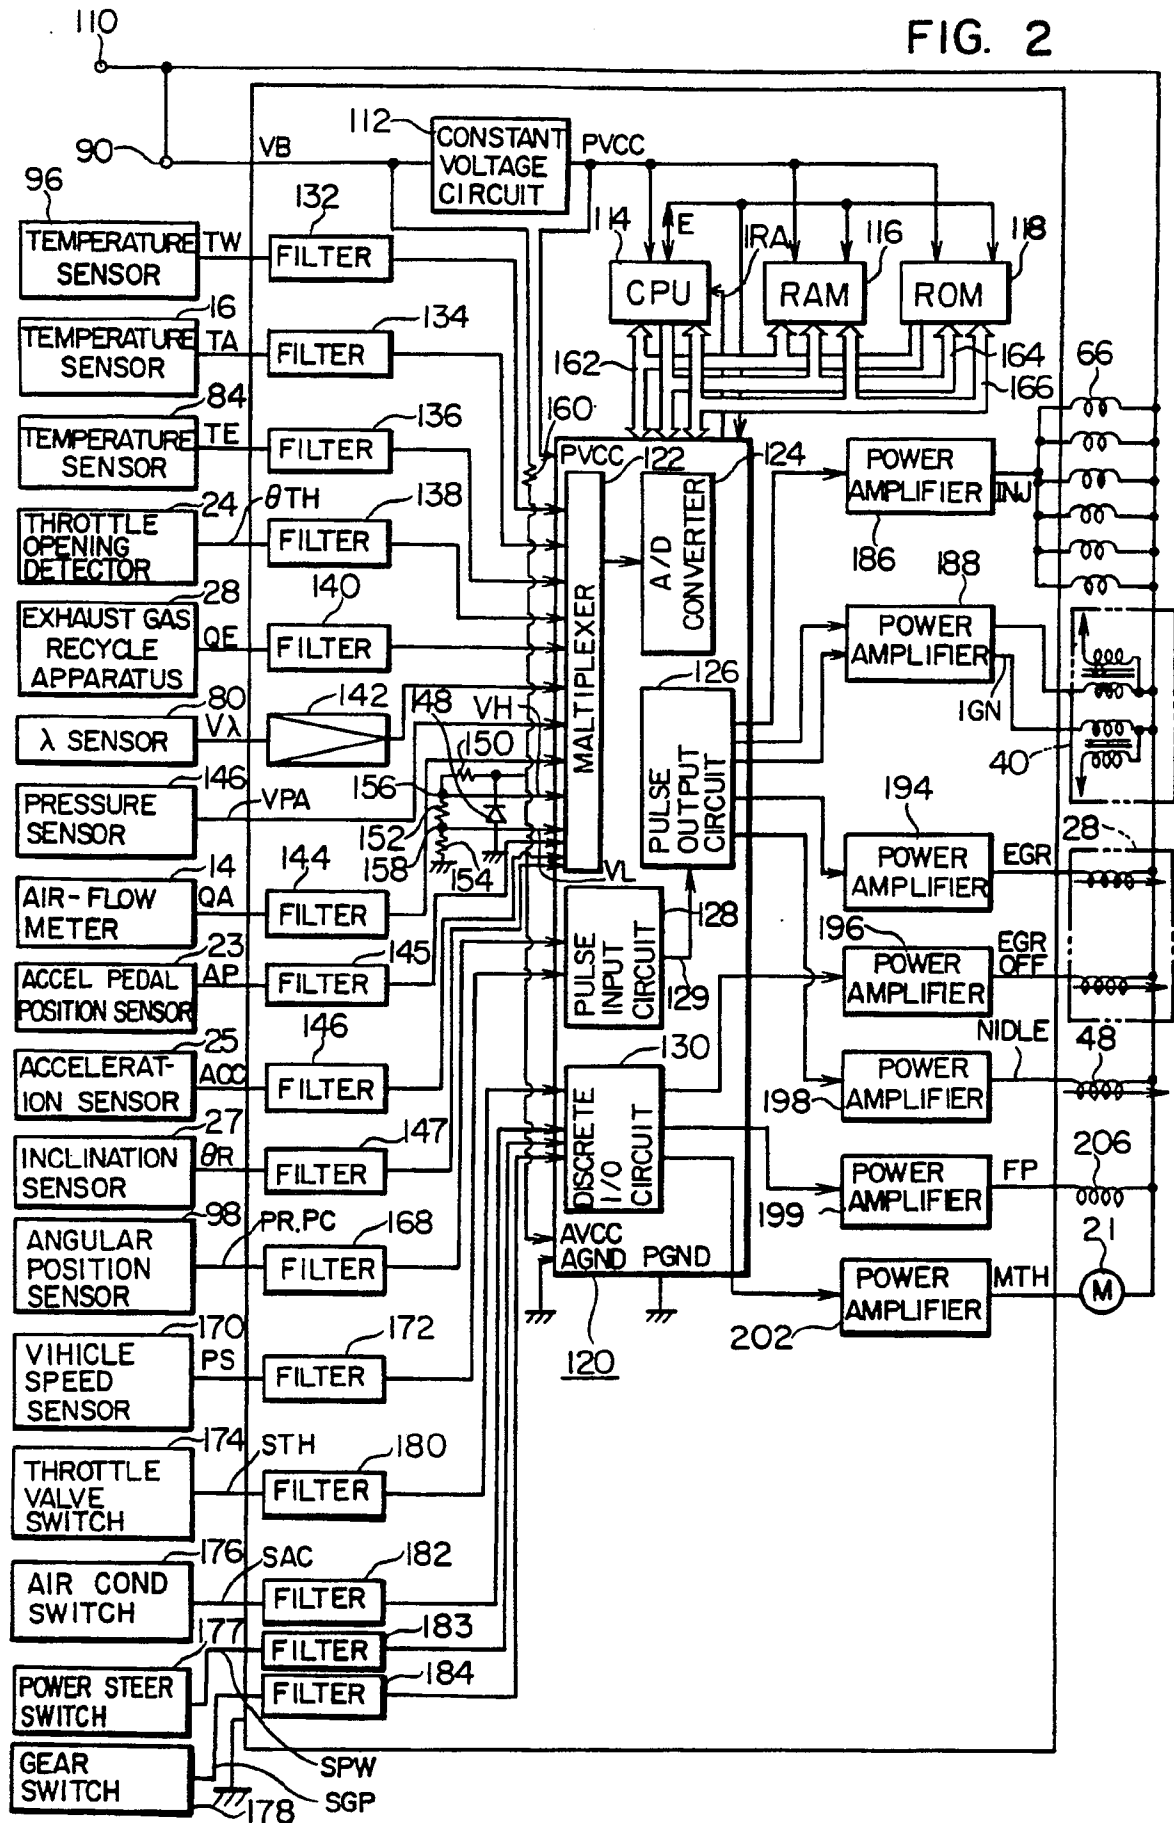 FIG. 2
110
112
CONSTANT
VOLTAGE
CIRCUIT
PVCC
90
VB
96
TEMPERATURE
SENSOR
TW
132
FILTER
114
E
IRA
116
118
CPU
RAM
ROM
16
TEMPERATURE
SENSOR
TA
134
FILTER
162
164
166
66
84
TEMPERATURE
SENSOR
TE
136
FILTER
160
PVCC
122
124
POWER
AMPLIFIER
INJ
186
24
THROTTLE
OPENING
DETECTOR
θTH
138
FILTER
MALTIPLEXER
A/D
CONVERTER
28
EXHAUST GAS
RECYCLE
APPARATUS
QE
140
FILTER
188
POWER
AMPLIFIER
IGN
40
80
λ SENSOR
Vλ
142
148
VH
150
126
PULSE
OUTPUT
CIRCUIT
146
PRESSURE
SENSOR
VPA
156
152
158
154
VL
194
POWER
AMPLIFIER
EGR
28
14
AIR-FLOW
METER
QA
144
FILTER
128
PULSE
INPUT
CIRCUIT
129
23
ACCEL PEDAL
POSITION SENSOR
AP
145
FILTER
196
POWER
AMPLIFIER
EGR
OFF
25
ACCELERAT-
ION SENSOR
ACC
146
FILTER
130
DISCRETE
I/O
CIRCUIT
NIDLE
48
POWER
AMPLIFIER
198
27
INCLINATION
SENSOR
θR
147
FILTER
POWER
AMPLIFIER
FP
199
206
98
ANGULAR
POSITION
SENSOR
PR.PC
168
FILTER
AVCC
AGND
PGND
120
21
POWER
AMPLIFIER
MTH
M
202
170
VIHICLE
SPEED
SENSOR
PS
172
FILTER
174
THROTTLE
VALVE
SWITCH
STH
180
FILTER
176
AIR COND
SWITCH
SAC
182
FILTER
177
POWER STEER
SWITCH
183
FILTER
184
FILTER
GEAR
SWITCH
SPW
SGP
178